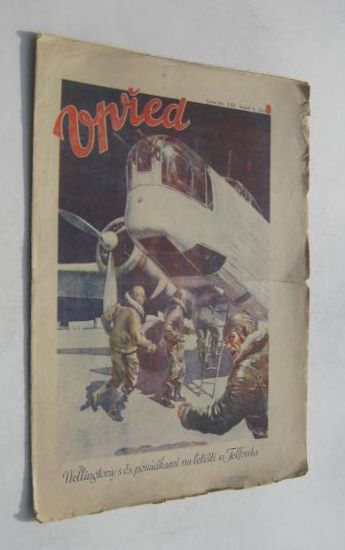 Vpřed
Wellingtony s čs. posádkami na letišti u Telfordu